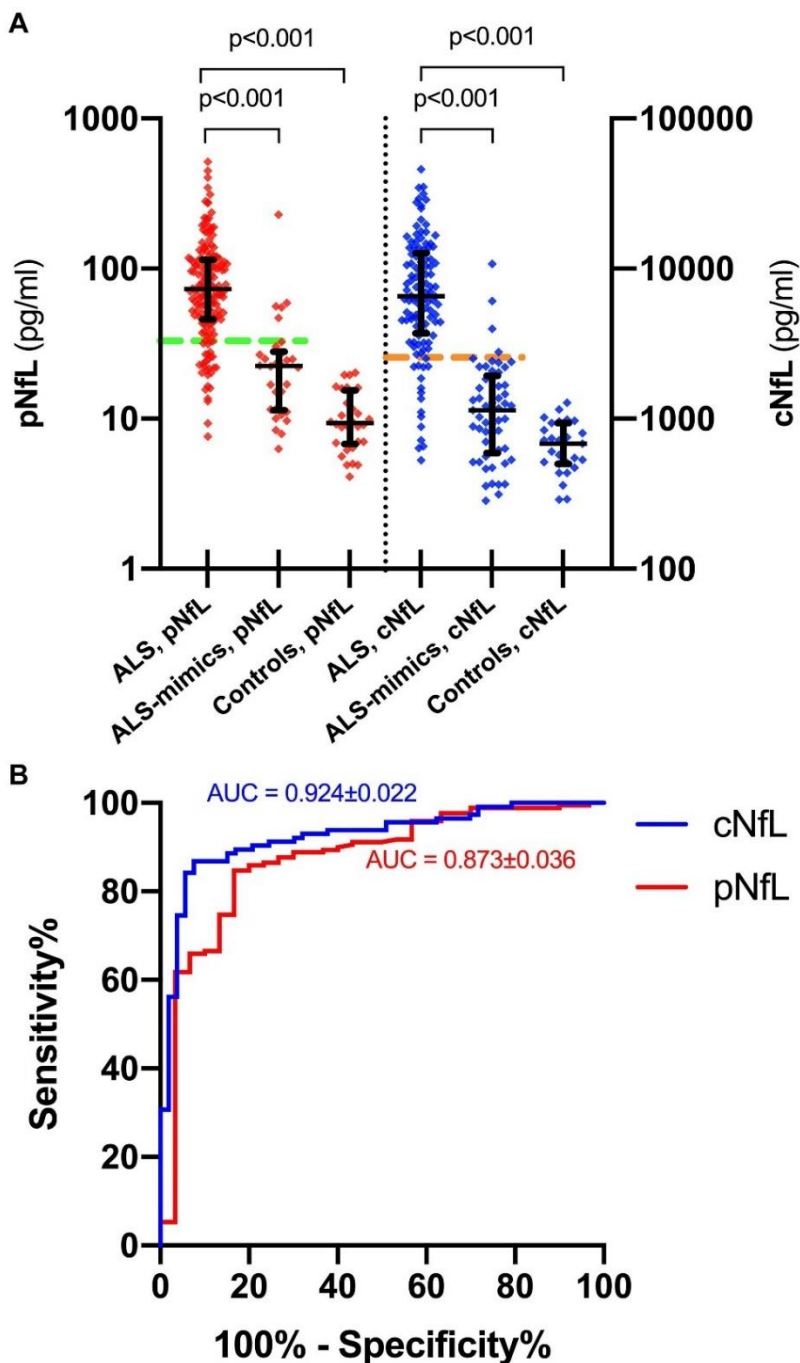 A
p<0.001
p<0.001
p<0.001
p<0.001
1000
100
10
1
pNfL (pg/ml)
100000
10000
1000
100
cNfL (pg/ml)
ALS, pNfL
ALS-mimics, pNfL
Controls, pNfL
ALS, cNfL
ALS-mimics, cNfL
Controls, cNfL
B
AUC = 0.924±0.022
AUC = 0.873±0.036
cNfL
pNfL
100
80
60
40
20
0
Sensitivity%
0 20 40 60 80 100
100% - Specificity%